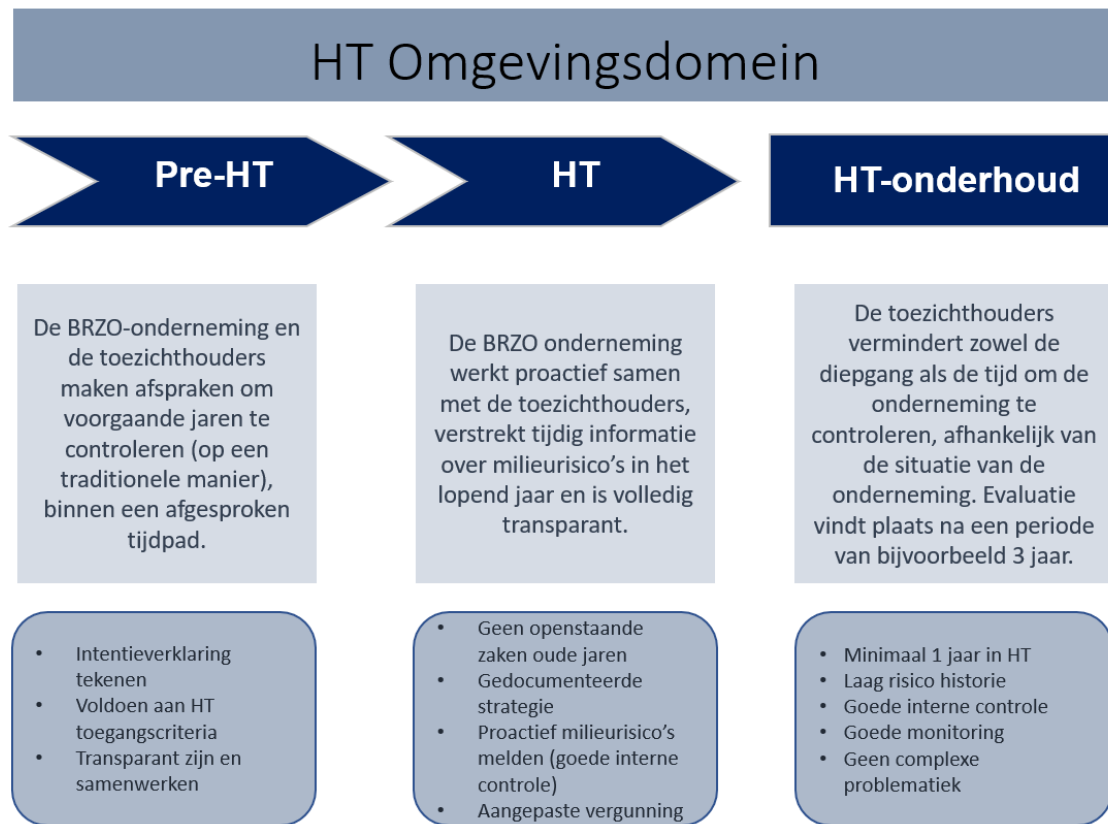 HT Omgevingsdomein
Pre-HT
HT
HT-onderhoud
De BRZO-onderneming en
de toezichthouders
maken afspraken om
voorgaande jaren te
controleren (op een
traditionele manier),
binnen een afgesproken
tijdpad.
De BRZO onderneming
werkt proactief samen
met de toezichthouders,
verstrekt tijdig informatie
over milieurisico’s in het
lopend jaar en is volledig
transparant.
De toezichthouders
vermindert zowel de
diepgang als de tijd om de
onderneming te
controleren, afhankelijk van
de situatie van de
onderneming. Evaluatie
vindt plaats na een periode
van bijvoorbeeld 3 jaar.
• Intentieverklaring
tekenen
• Voldoen aan HT
toegangscriteria
• Transparant zijn en
samenwerken
• Geen openstaande
zaken oude jaren
• Gedocumenteerde
strategie
• Proactief milieurisico’s
melden (goede interne
controle)
• Aangepaste vergunning
• Minimaal 1 jaar in HT
• Laag risico historie
• Goede interne controle
• Goede monitoring
• Geen complexe
problematiek